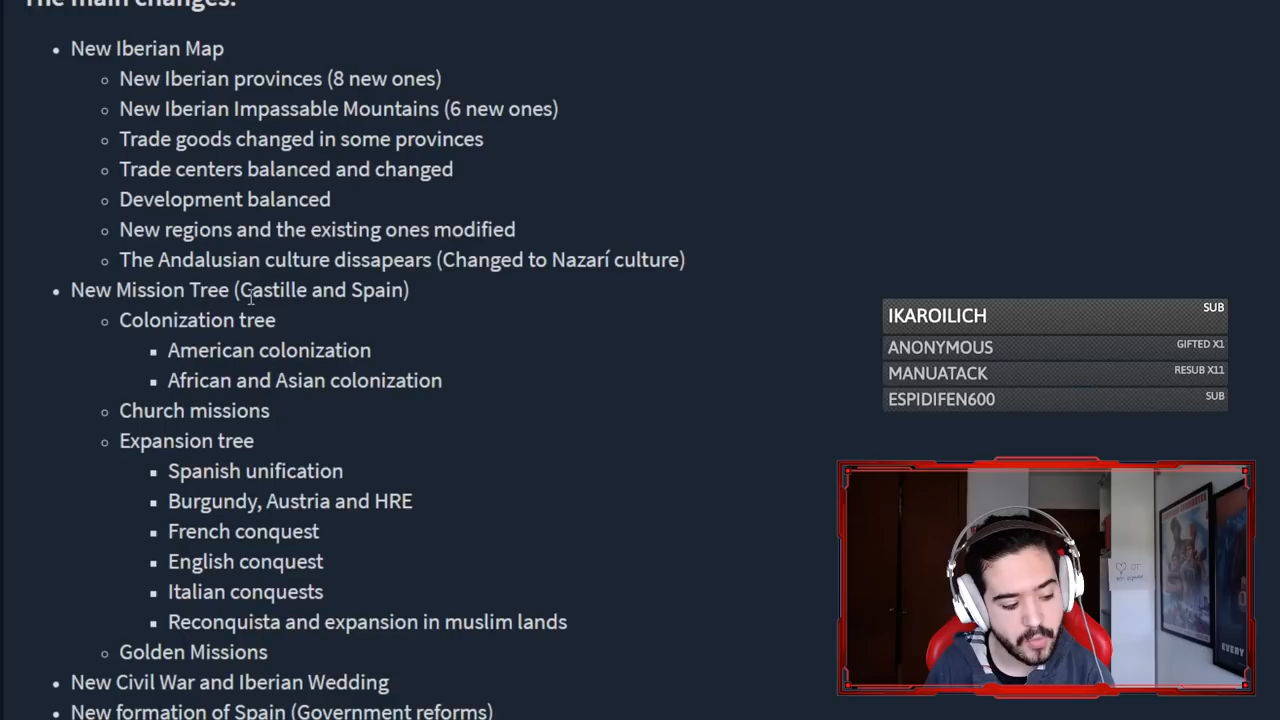 The main changes:
New Iberian Map
New Iberian provinces (8 new ones)
New Iberian Impassable Mountains (6 new ones)
Trade goods changed in some provinces
Trade centers balanced and changed
Development balanced
New regions and the existing ones modified
The Andalusian culture dissapears (Changed to Nazarí culture)
New Mission Tree (Castille and Spain)
Colonization tree
American colonization
African and Asian colonization
Church missions
Expansion tree
Spanish unification
Burgundy, Austria and HRE
French conquest
English conquest
Italian conquests
Reconquista and expansion in muslim lands
Golden Missions
New Civil War and Iberian Wedding
New formation of Spain (Government reforms)
IKAROILICH SUB
ANONYMOUS GIFTED X1
MANUATACK RESUB X11
ESPIDIFEN600 SUB
EVERY